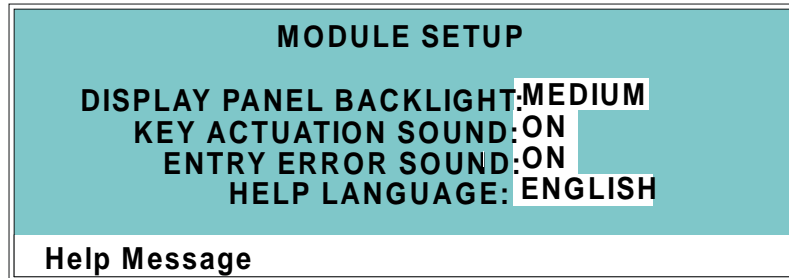 MODULE SETUP
DISPLAY PANEL BACKLIGHT: MEDIUM
KEY ACTUATION SOUND: ON
ENTRY ERROR SOUND: ON
HELP LANGUAGE: ENGLISH
Help Message